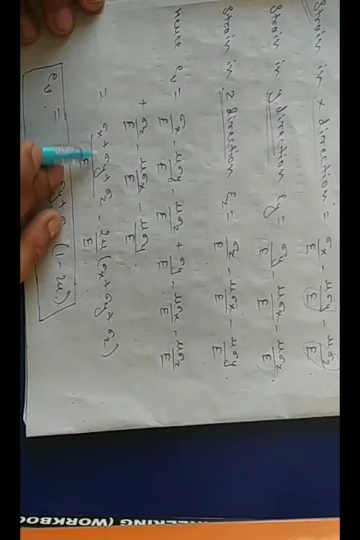 Strain in x direction = σx/E - μσy/E - μσz/E
Strain in y direction εy = σy/E - μσx/E - μσz/E
Strain in z direction εz = σz/E - μσx/E - μσy/E
Hence ev = σx/E - μσy/E - μσz/E + σy/E - μσx/E - μσz/E
+ σz/E - μσx/E - μσy/E
= σx + σy + σz / E - 2μ/E (σx + σy + σz)
ev = (1 - 2μ)
NEERING (WORKBOO